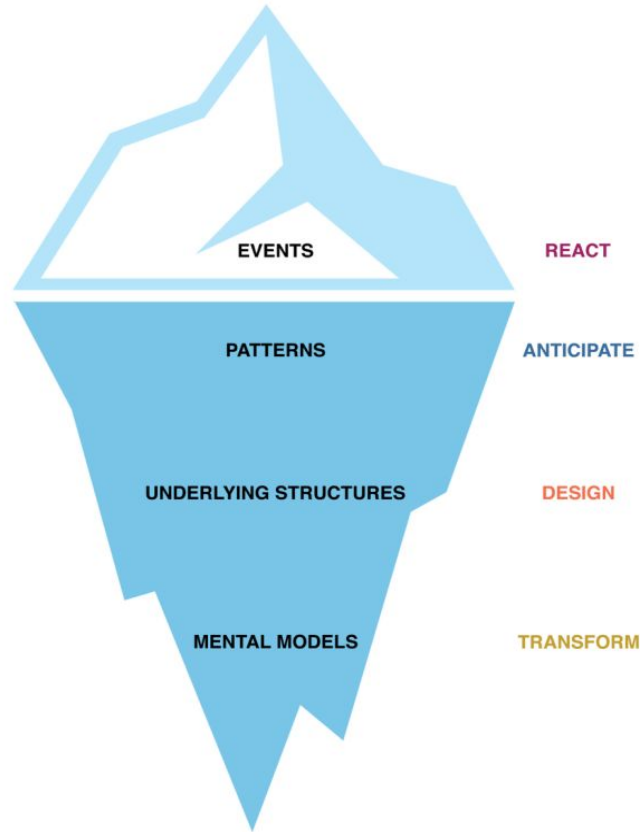 EVENTS REACT
PATTERNS ANTICIPATE
UNDERLYING STRUCTURES DESIGN
MENTAL MODELS TRANSFORM